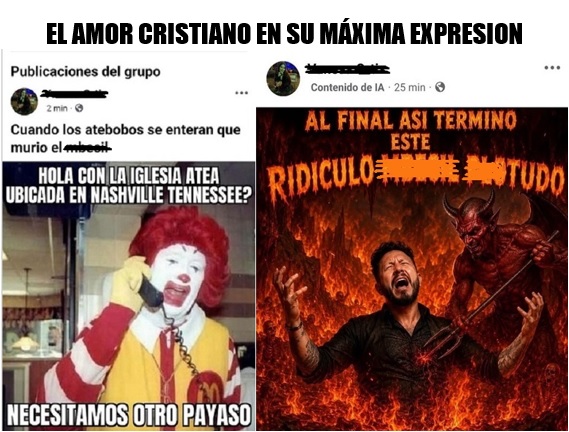 EL AMOR CRISTIANO EN SU MÁXIMA EXPRESION
Publicaciones del grupo
2 min ·
Cuando los atebobos se enteran que
murio el
HOLA CON LA IGLESIA ATEA
UBICADA EN NASHVILLE TENNESSEE?
NECESITAMOS OTRO PAYASO
Contenido de IA · 25 min ·
AL FINAL ASI TERMINO
ESTE
RIDICULO TUDO